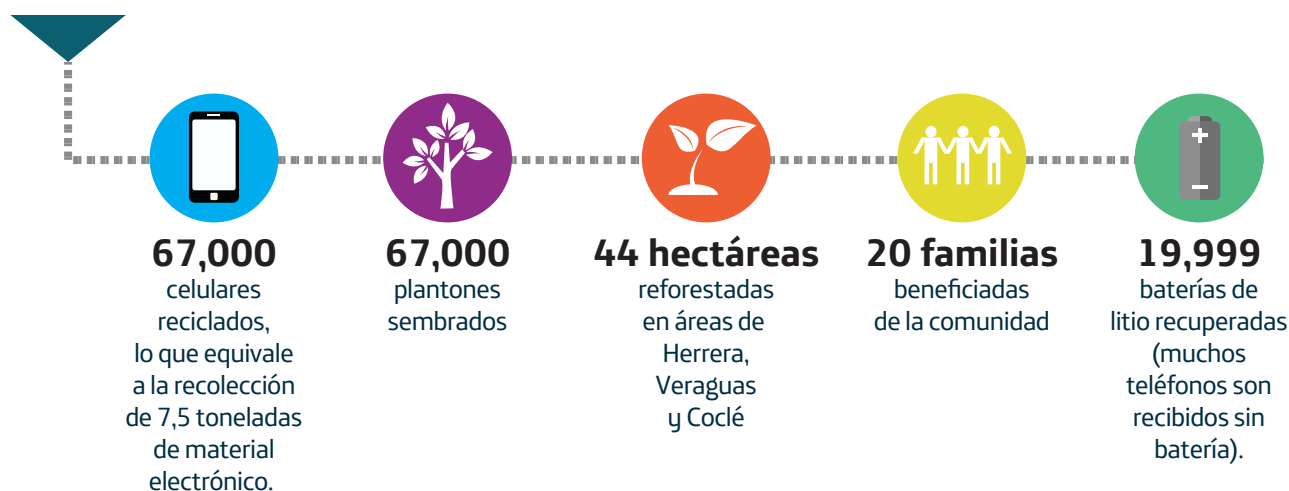 67,000
celulares
reciclados,
lo que equivale
a la recolección
de 7,5 toneladas
de material
electrónico.
67,000
plantones
sembrados
44 hectáreas
reforestadas
en áreas de
Herrera,
Veraguas
y Coclé
20 familias
beneficiadas
de la comunidad
+
−
19,999
baterías de
litio recuperadas
(muchos
teléfonos son
recibidos sin
batería).